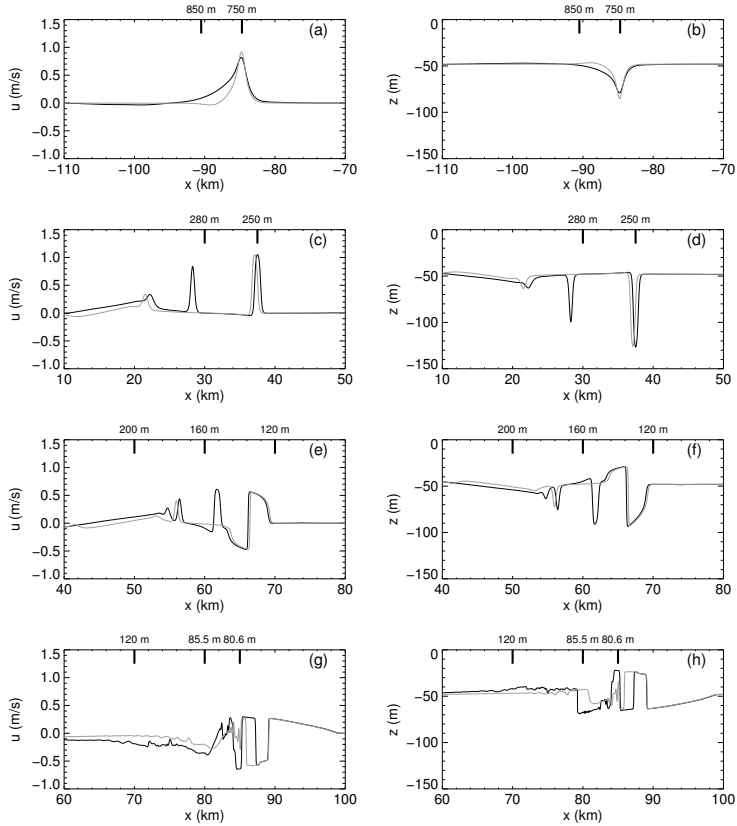 850 m 750 m 850 m 750 m
1.5 1.0 0.5 0.0 −0.5 −1.0 u (m/s) (a)
−110 −100 −90 −80 −70
x (km)
0 −50 −100 −150 z (m) (b)
−110 −100 −90 −80 −70
x (km)
280 m 250 m 280 m 250 m
1.5 1.0 0.5 0.0 −0.5 −1.0 u (m/s) (c)
10 20 30 40 50
x (km)
0 −50 −100 −150 z (m) (d)
10 20 30 40 50
x (km)
200 m 160 m 120 m 200 m 160 m 120 m
1.5 1.0 0.5 0.0 −0.5 −1.0 u (m/s) (e)
40 50 60 70 80
x (km)
0 −50 −100 −150 z (m) (f)
40 50 60 70 80
x (km)
120 m 85.5 m 80.6 m 120 m 85.5 m 80.6 m
1.5 1.0 0.5 0.0 −0.5 −1.0 u (m/s) (g)
60 70 80 90 100
x (km)
0 −50 −100 −150 z (m) (h)
60 70 80 90 100
x (km)